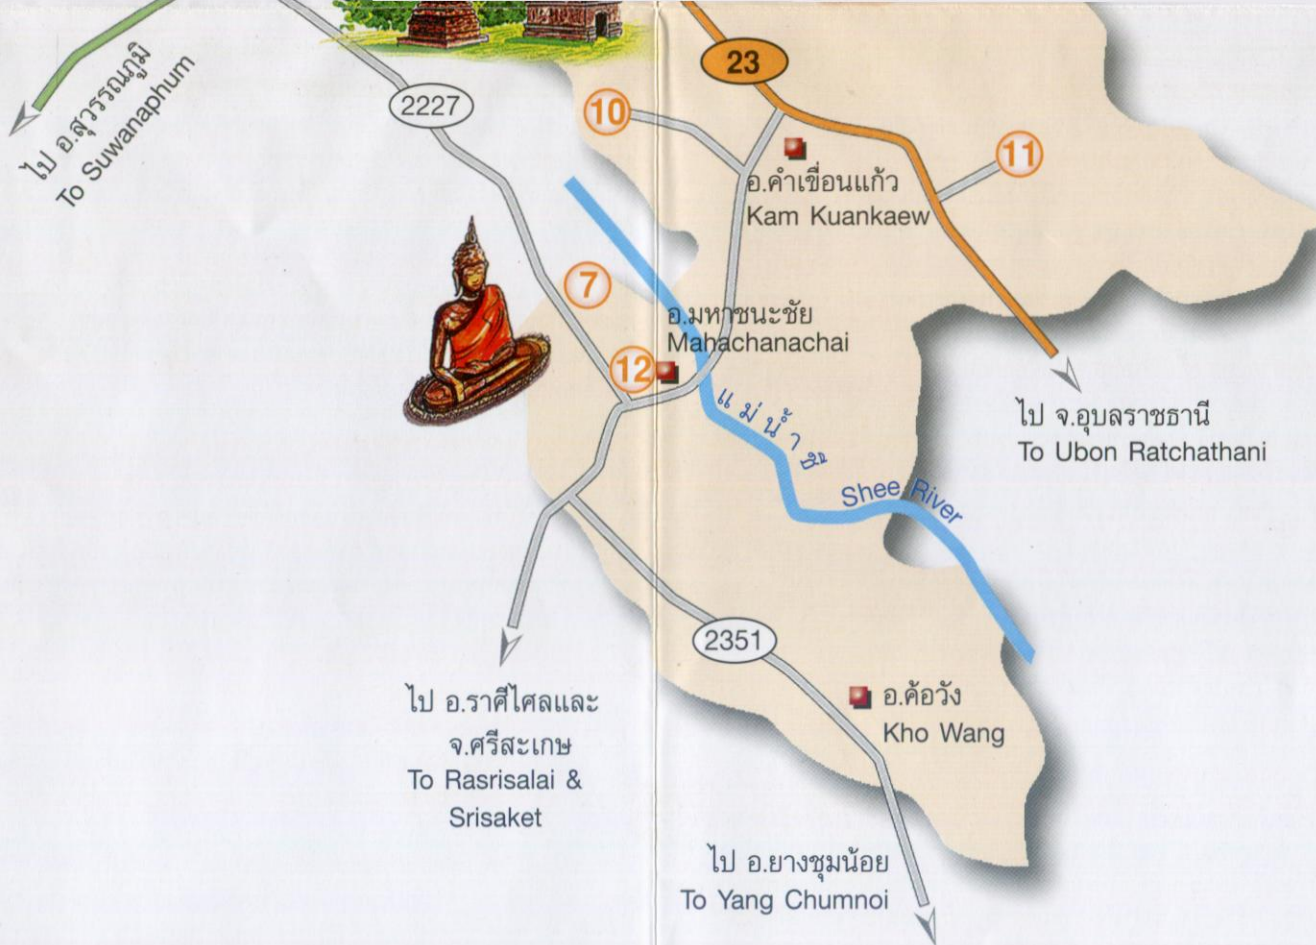 23
ไป อ.สุวรรณภูมิ
To Suwanaphum
2227
10
11
อ.คำเขื่อนแก้ว
Kam Kuankaew
7
อ.มหาชนะชัย
Mahachanachai
12
แม่น้ำชี
Shee River
ไป จ.อุบลราชธานี
To Ubon Ratchathani
2351
อ.ค้อวัง
Kho Wang
ไป อ.ราศีไศลและ
จ.ศรีสะเกษ
To Rasrisalai &
Srisaket
ไป อ.ยางชุมน้อย
To Yang Chumnoi